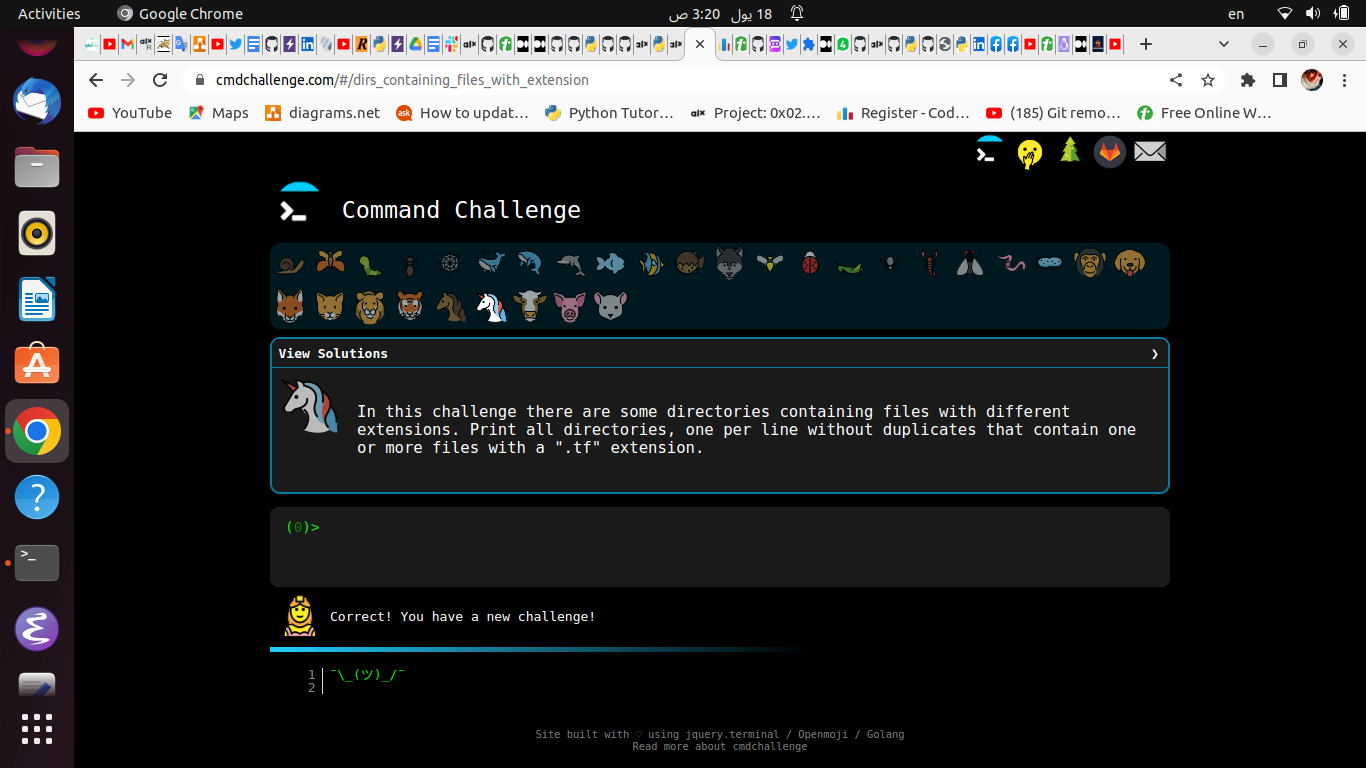 Activities
Google Chrome
18 يول 3:20 ص
en
cmdchallenge.com/#/dirs_containing_files_with_extension
YouTube
Maps
diagrams.net
ask
How to updat…
Python Tutor…
alx
Project: 0x02.…
Register - Cod…
(185) Git remo…
Free Online W…
Command Challenge
View Solutions
In this challenge there are some directories containing files with different
extensions. Print all directories, one per line without duplicates that contain one
or more files with a ".tf" extension.
(0)>
Correct! You have a new challenge!
1 ¯\_(ツ)_/¯
2
Site built with ♡ using jquery.terminal / Openmoji / Golang
Read more about cmdchallenge